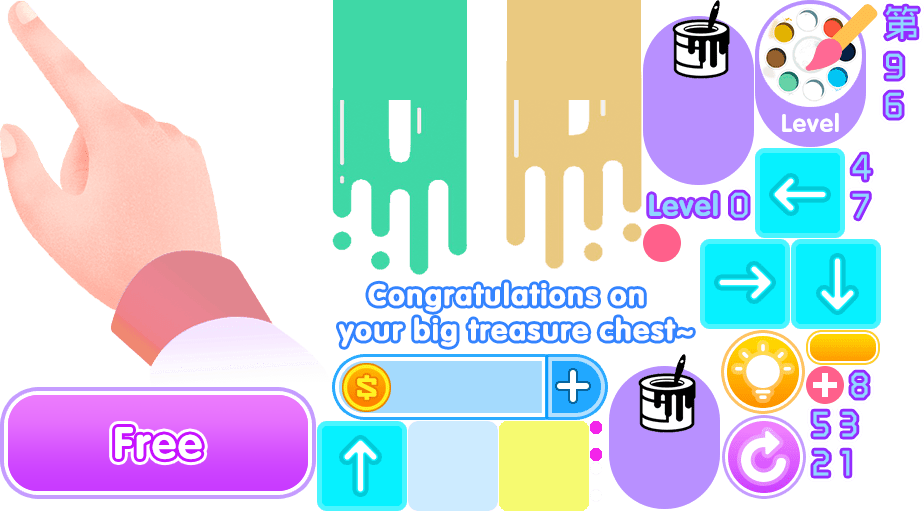 第
9
6
Level
4
7
Level 0
Congratulations on
your big treasure chest~
$
8
Free
5 3
2 1